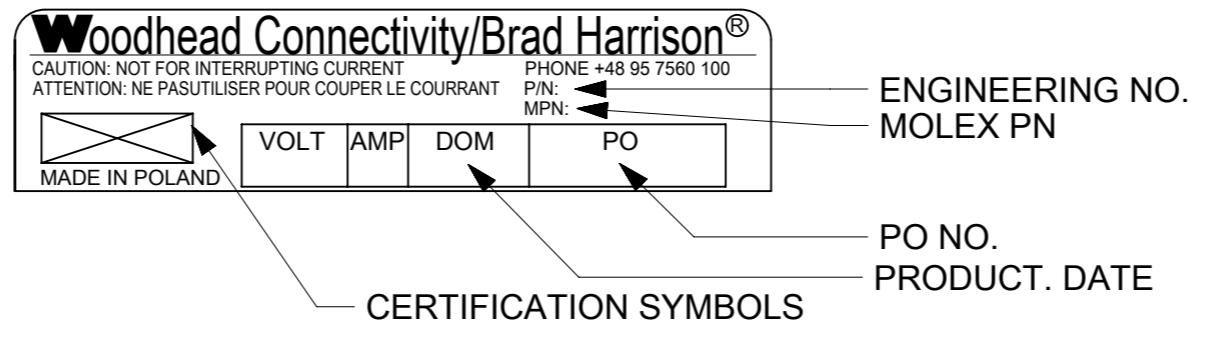 Woodhead Connectivity/Brad Harrison®
CAUTION: NOT FOR INTERRUPTING CURRENT
ATTENTION: NE PASUTILISER POUR COUPER LE COURRANT
PHONE +48 95 7560 100
P/N:
MPN:
ENGINEERING NO.
MOLEX PN
VOLT AMP DOM PO
MADE IN POLAND
PO NO.
PRODUCT. DATE
CERTIFICATION SYMBOLS